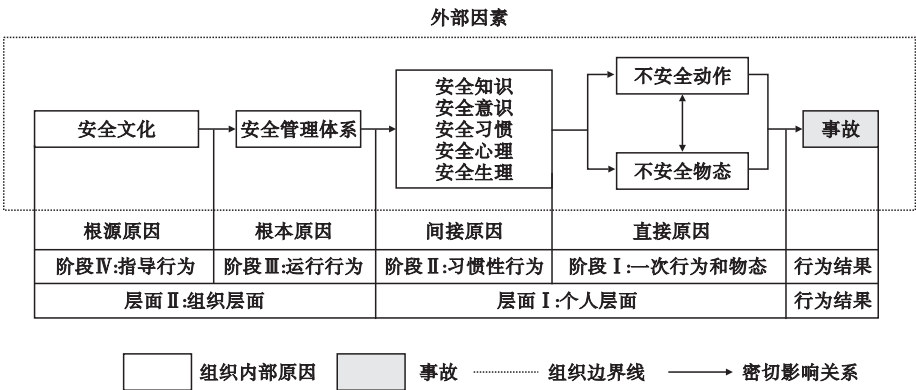 外部因素
安全文化
安全管理体系
安全知识
安全意识
安全习惯
安全心理
安全生理
不安全动作
不安全物态
事故
根源原因 根本原因 间接原因 直接原因
阶段Ⅳ:指导行为 阶段Ⅲ:运行行为 阶段Ⅱ:习惯性行为 阶段Ⅰ:一次行为和物态 行为结果
层面Ⅱ:组织层面 层面Ⅰ:个人层面 行为结果
组织内部原因 事故 组织边界线 密切影响关系